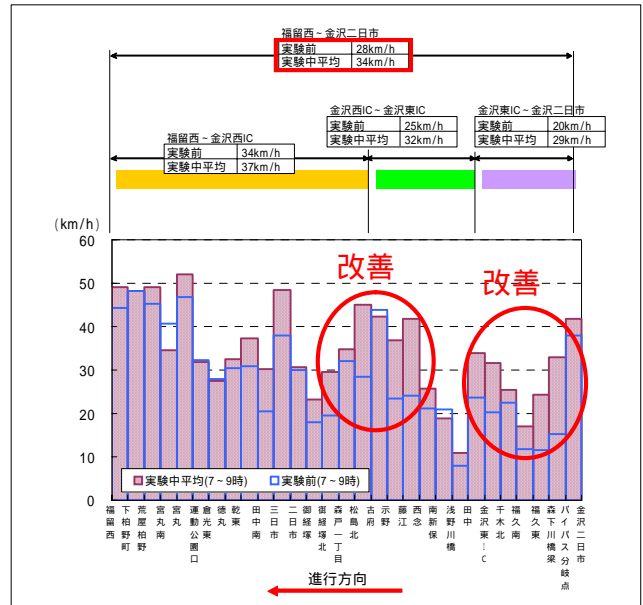 福留西~金沢二日市
実験前 28km/h
実験中平均 34km/h
金沢西IC~金沢東IC
実験前 25km/h
実験中平均 32km/h
金沢東IC~金沢二日市
実験前 20km/h
実験中平均 29km/h
福留西~金沢西IC
実験前 34km/h
実験中平均 37km/h
(km/h)
60
50
40
30
20
10
0
改善
改善
実験中平均(7~9時)
実験前(7~9時)
福留西
下柏野町
荒屋柏野
宮丸南
宮丸
運動公園口
倉光東
徳丸
乾東
田中南
三日市
二日市
御経塚
御経塚北
森戸一丁目
松島北
古府
示野
藤江
西念
南新保
浅野川橋
田中
金沢東IC
千木北
福久南
福久東
森下川橋梁
バイパス分岐点
金沢二日市
進行方向